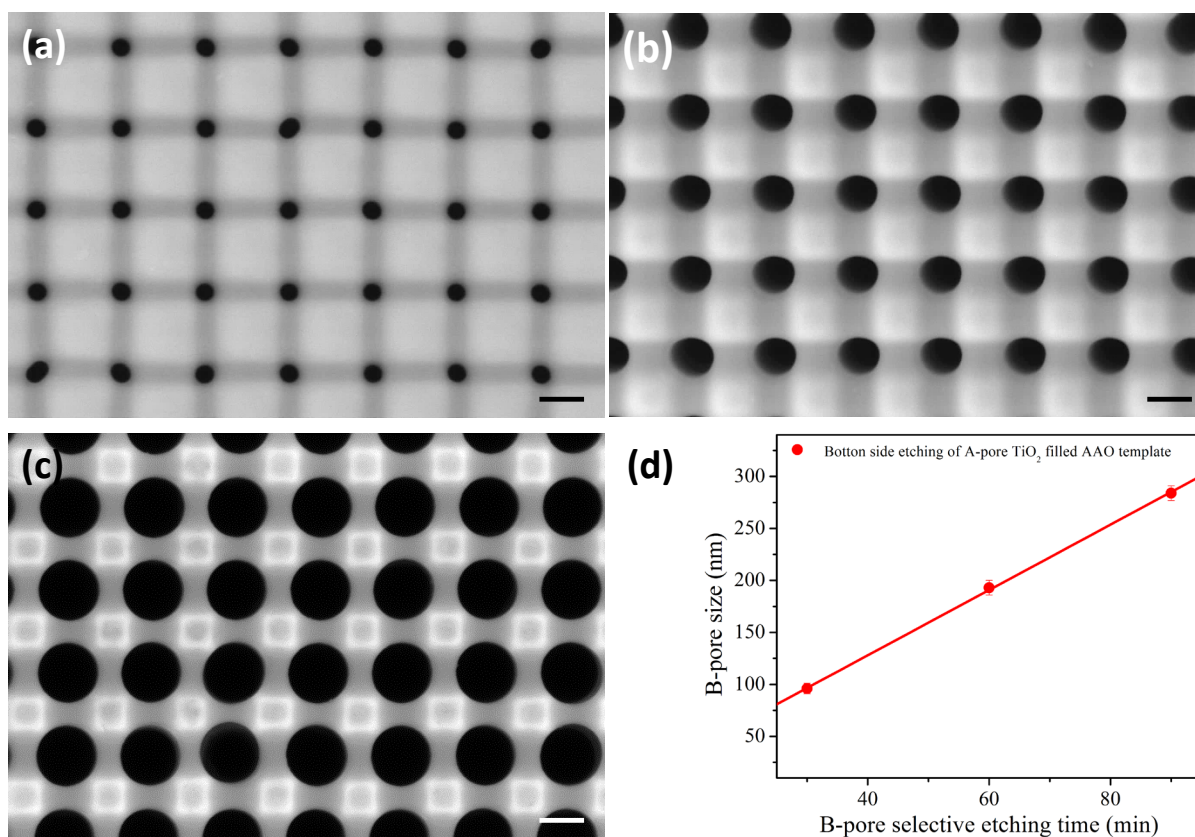 (a)
(b)
(c)
(d)
Botton side etching of A-pore TiO₂ filled AAO template
300
250
200
150
100
50
B-pore size (nm)
40
60
80
B-pore selective etching time (min)